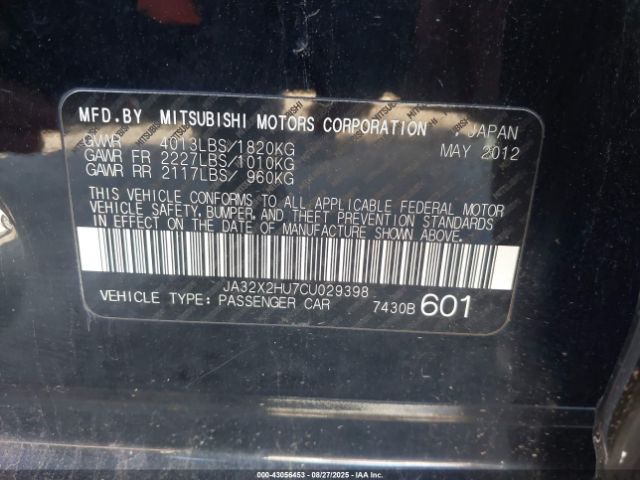 MFD.BY MITSUBISHI MOTORS CORPORATION JAPAN
GVWR 4013LBS/1820KG MAY 2012
GAWR FR 2227LBS/1010KG
GAWR RR 2117LBS/ 960KG
THIS VEHICLE CONFORMS TO ALL APPLICABLE FEDERAL MOTOR
VEHICLE SAFETY, BUMPER, AND THEFT PREVENTION STANDARDS
IN EFFECT ON THE DATE OF MANUFACTURE SHOWN ABOVE.
JA32X2HU7CU029398
VEHICLE TYPE: PASSENGER CAR 7430B 601
000-43056453 - 08/27/2025 - IAA Inc.